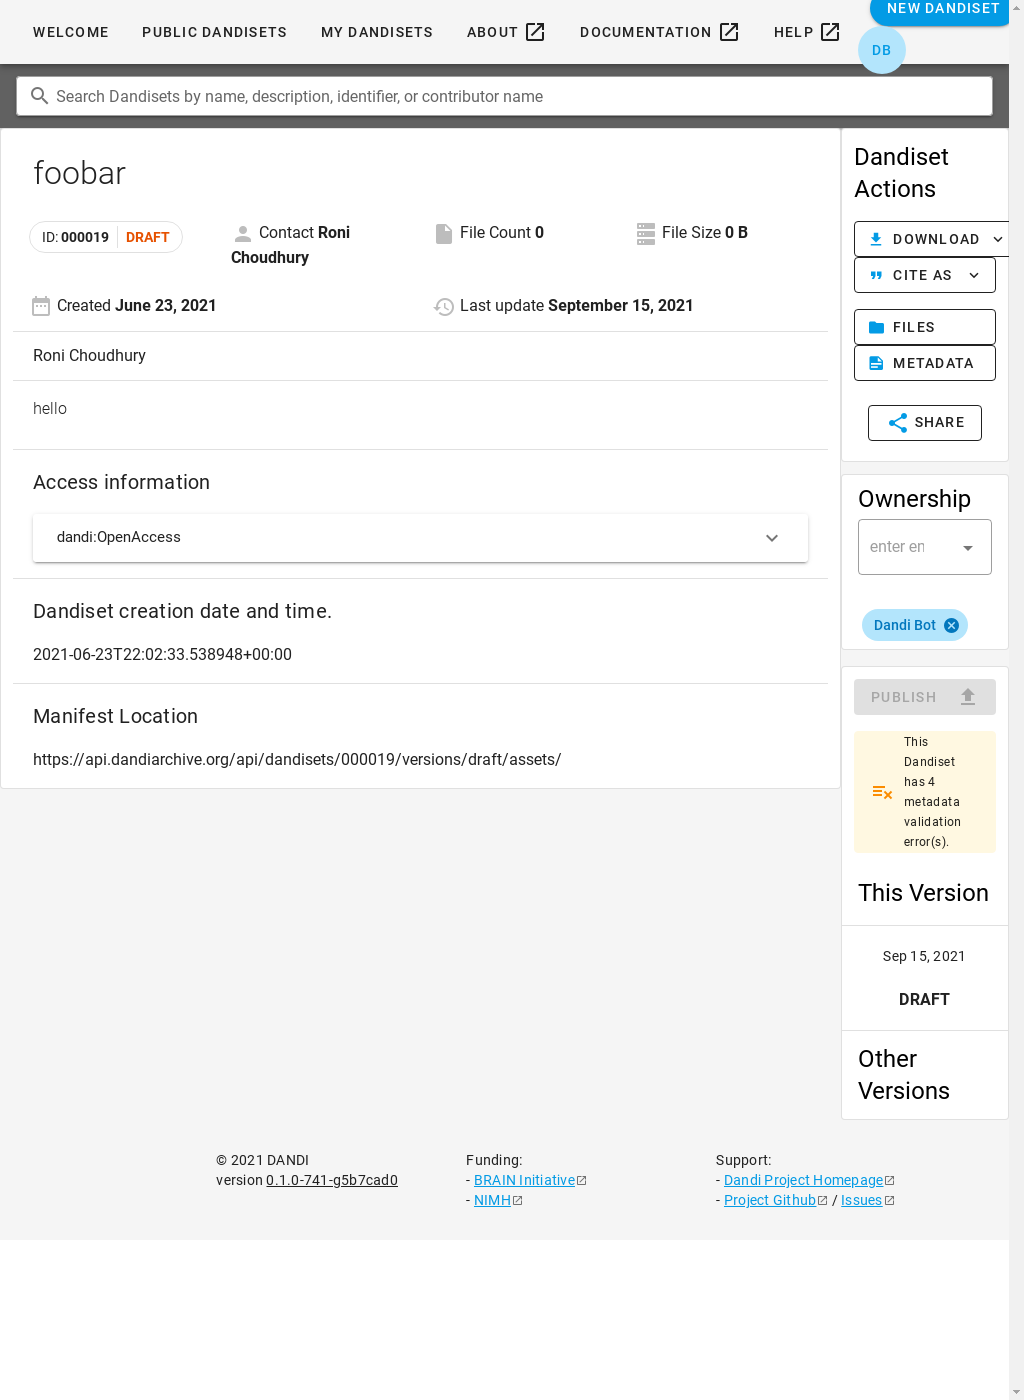 WELCOME PUBLIC DANDISETS MY DANDISETS ABOUT DOCUMENTATION HELP NEW DANDISET
DB
Search Dandisets by name, description, identifier, or contributor name
foobar
ID: 000019 DRAFT
Contact Roni Choudhury
File Count 0
File Size 0 B
Created June 23, 2021
Last update September 15, 2021
Roni Choudhury
hello
Access information
dandi:OpenAccess
Dandiset creation date and time.
2021-06-23T22:02:33.538948+00:00
Manifest Location
https://api.dandiarchive.org/api/dandisets/000019/versions/draft/assets/
Dandiset
Actions
DOWNLOAD
CITE AS
FILES
METADATA
SHARE
Ownership
enter en
Dandi Bot
PUBLISH
This
Dandiset
has 4
metadata
validation
error(s).
This Version
Sep 15, 2021
DRAFT
Other
Versions
© 2021 DANDI
version 0.1.0-741-g5b7cad0
Funding:
- BRAIN Initiative
- NIMH
Support:
- Dandi Project Homepage
- Project Github / Issues